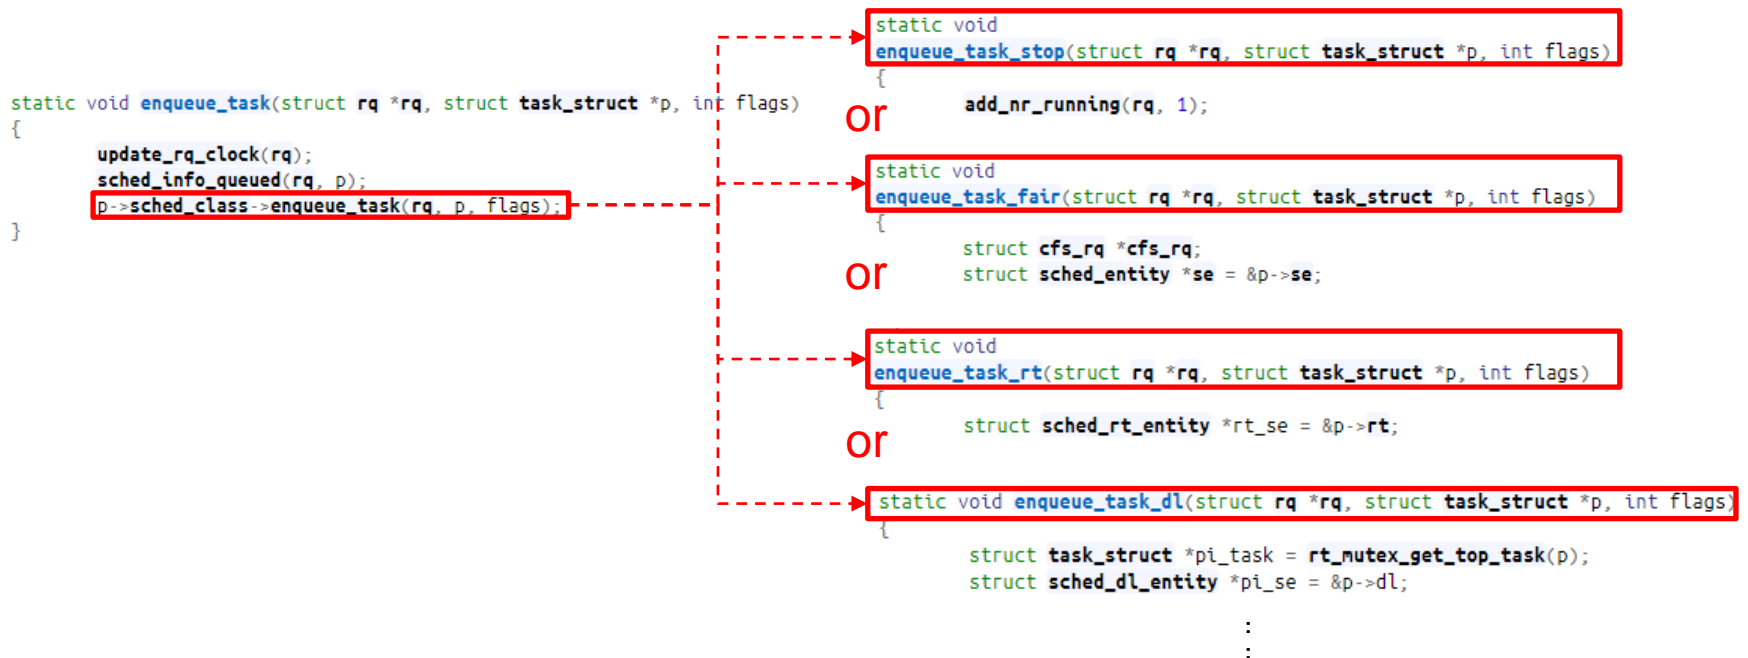 static void enqueue_task(struct rq *rq, struct task_struct *p, int flags)
{
update_rq_clock(rq);
sched_info_queued(rq, p);
p->sched_class->enqueue_task(rq, p, flags);
}
static void
enqueue_task_stop(struct rq *rq, struct task_struct *p, int flags)
{
add_nr_running(rq, 1);
or
static void
enqueue_task_fair(struct rq *rq, struct task_struct *p, int flags)
{
struct cfs_rq *cfs_rq;
struct sched_entity *se = &p->se;
or
static void
enqueue_task_rt(struct rq *rq, struct task_struct *p, int flags)
{
struct sched_rt_entity *rt_se = &p->rt;
or
static void enqueue_task_dl(struct rq *rq, struct task_struct *p, int flags)
{
struct task_struct *pi_task = rt_mutex_get_top_task(p);
struct sched_dl_entity *pi_se = &p->dl;